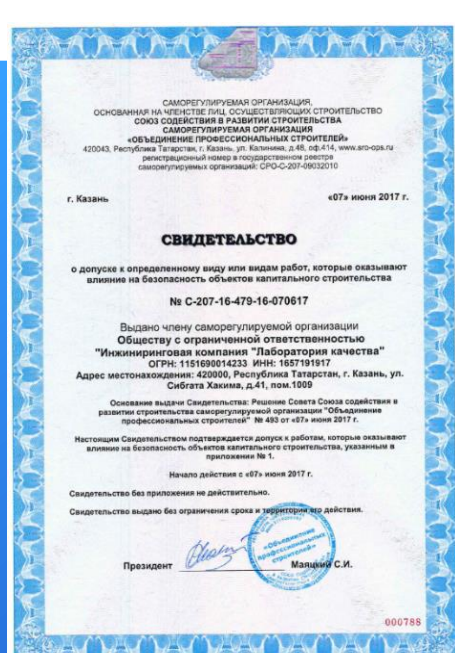 САМОРЕГУЛИРУЕМАЯ ОРГАНИЗАЦИЯ,
ОСНОВАННАЯ НА ЧЛЕНСТВЕ ЛИЦ, ОСУЩЕСТВЛЯЮЩИХ СТРОИТЕЛЬСТВО
СОЮЗ СОДЕЙСТВИЯ В РАЗВИТИИ СТРОИТЕЛЬСТВА
САМОРЕГУЛИРУЕМАЯ ОРГАНИЗАЦИЯ
«ОБЪЕДИНЕНИЕ ПРОФЕССИОНАЛЬНЫХ СТРОИТЕЛЕЙ»
420043, Республика Татарстан, г. Казань, ул. Калинина, д.48, оф.414, www.sro-ops.ru
регистрационный номер в государственном реестре
саморегулируемых организаций: СРО-С-207-09032010
г. Казань «07» июня 2017 г.
СВИДЕТЕЛЬСТВО
о допуске к определенному виду или видам работ, которые оказывают
влияние на безопасность объектов капитального строительства
№ С-207-16-479-16-070617
Выдано члену саморегулируемой организации
Обществу с ограниченной ответственностью
"Инжиниринговая компания "Лаборатория качества"
ОГРН: 1151690014233 ИНН: 1657191917
Адрес местонахождения: 420000, Республика Татарстан, г. Казань, ул.
Сибгата Хакима, д.41, пом.1009
Основание выдачи Свидетельства: Решение Совета Союза содействия в
развитии строительства саморегулируемой организации "Объединение
профессиональных строителей" № 493 от «07» июня 2017 г.
Настоящим Свидетельством подтверждается допуск к работам, которые оказывают
влияние на безопасность объектов капитального строительства, указанным в
приложении № 1.
Начало действия с «07» июня 2017 г.
Свидетельство без приложения не действительно.
Свидетельство выдано без ограничения срока и территории его действия.
«Объединение
профессиональных
строителей»
Президент Маяцкий С.И.
000788